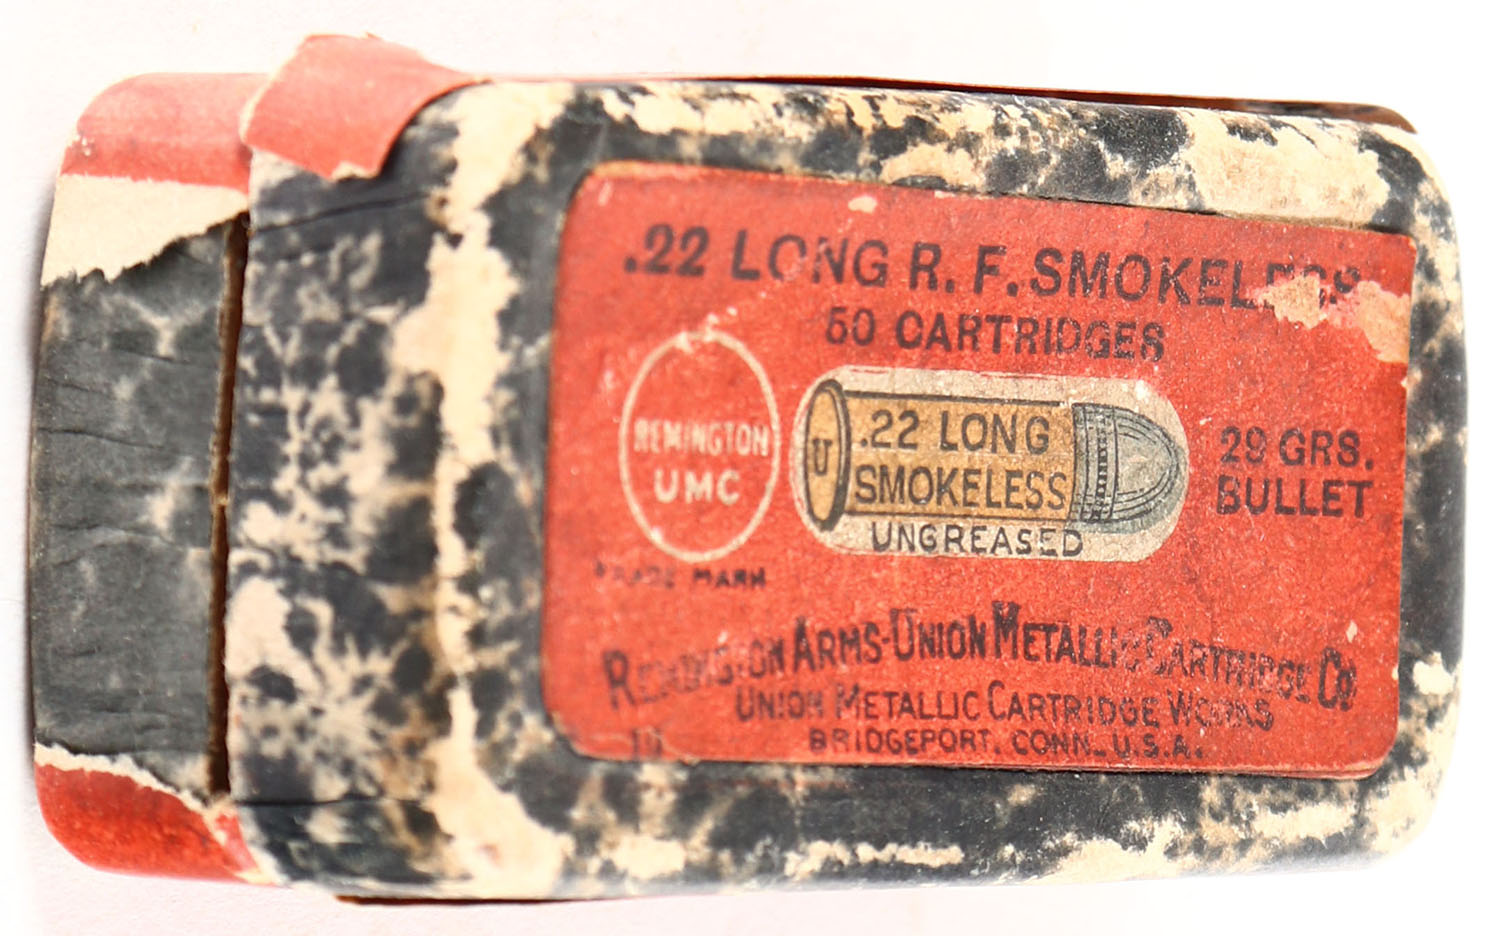 .22 LONG R. F. SMOKELESS
50 CARTRIDGES
REMINGTON
UMC
TRADE MARK
U
.22 LONG
SMOKELESS
UNGREASED
29 GRS.
BULLET
REMINGTON ARMS-UNION METALLIC CARTRIDGE CO.
UNION METALLIC CARTRIDGE WORKS
BRIDGEPORT, CONN. U.S.A.